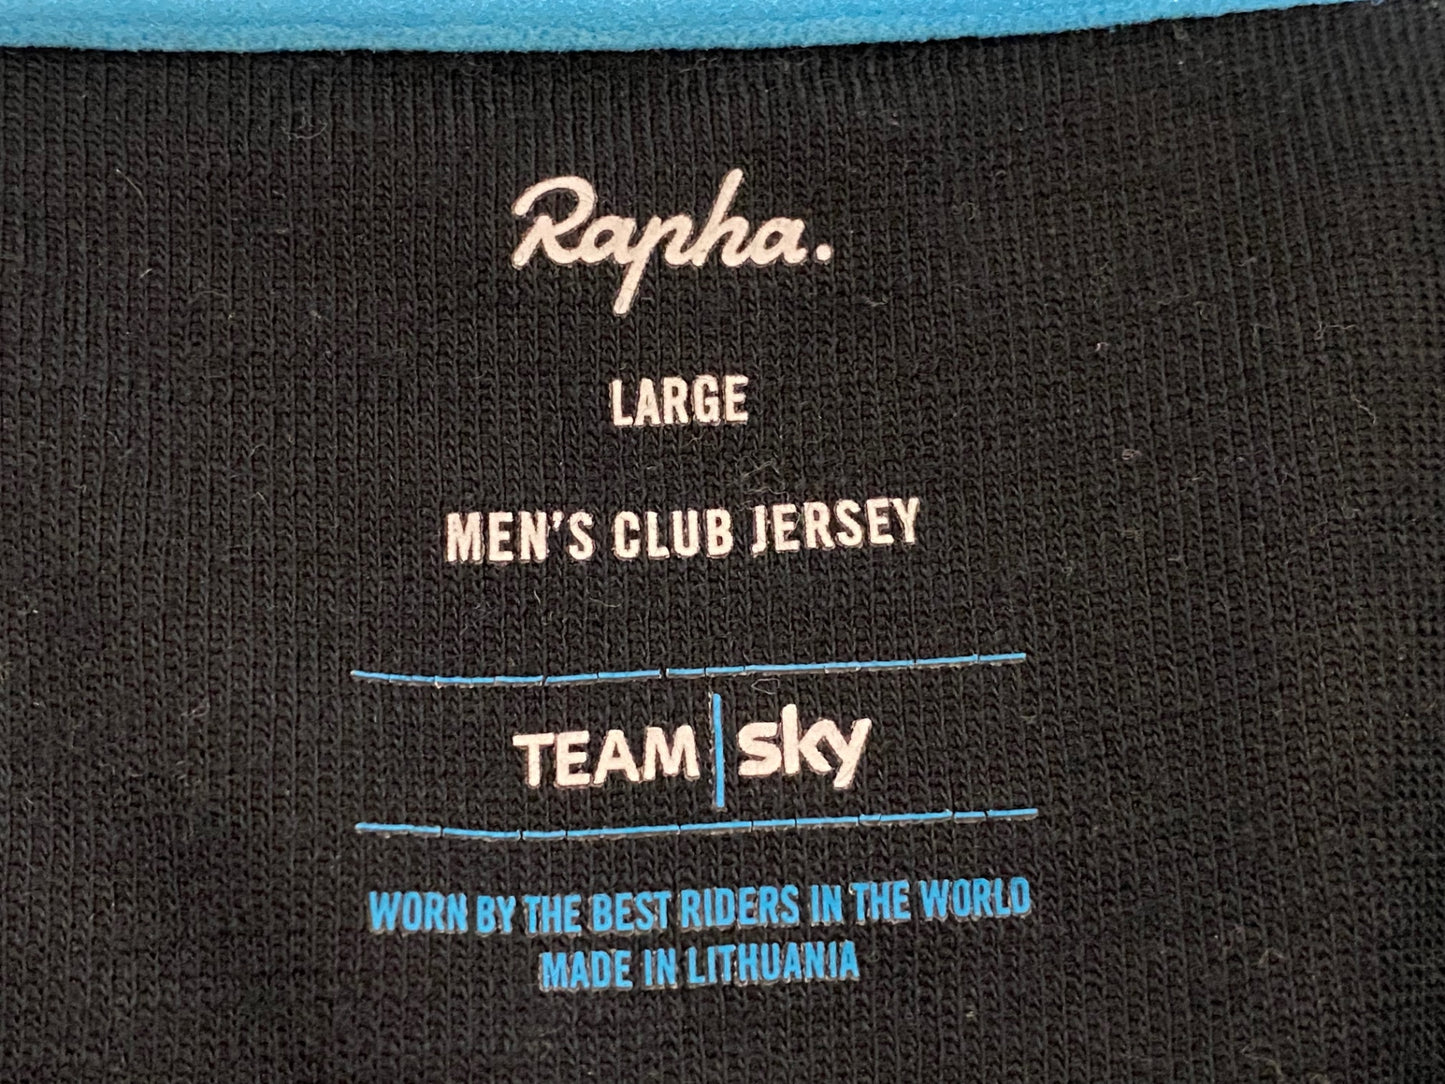 Rapha.
LARGE
MEN'S CLUB JERSEY
TEAM sky
WORN BY THE BEST RIDERS IN THE WORLD
MADE IN LITHUANIA